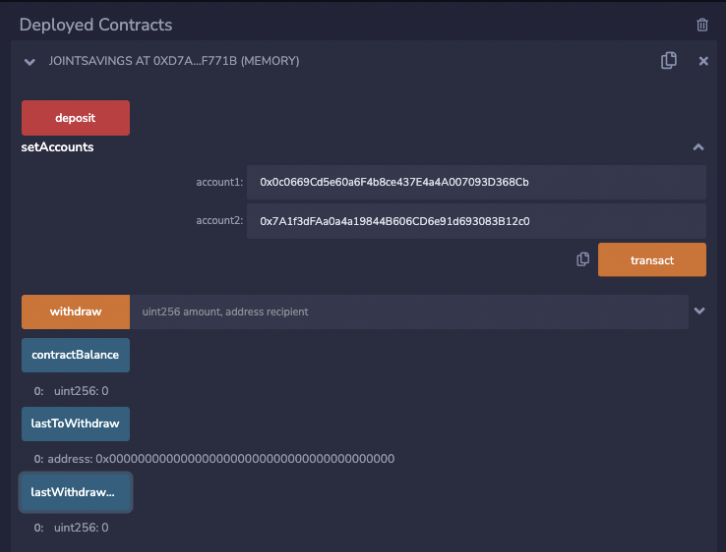 Deployed Contracts
JOINTSAVINGS AT 0XD7A...F771B (MEMORY)
deposit
setAccounts
account1: 0x0c0669Cd5e60a6F4b8ce437E4a4A007093D368Cb
account2: 0x7A1f3dFAa0a4a19844B606CD6e91d693083B12c0
transact
withdraw uint256 amount, address recipient
contractBalance
0: uint256: 0
lastToWithdraw
0: address: 0x0000000000000000000000000000000000000000
lastWithdraw...
0: uint256: 0